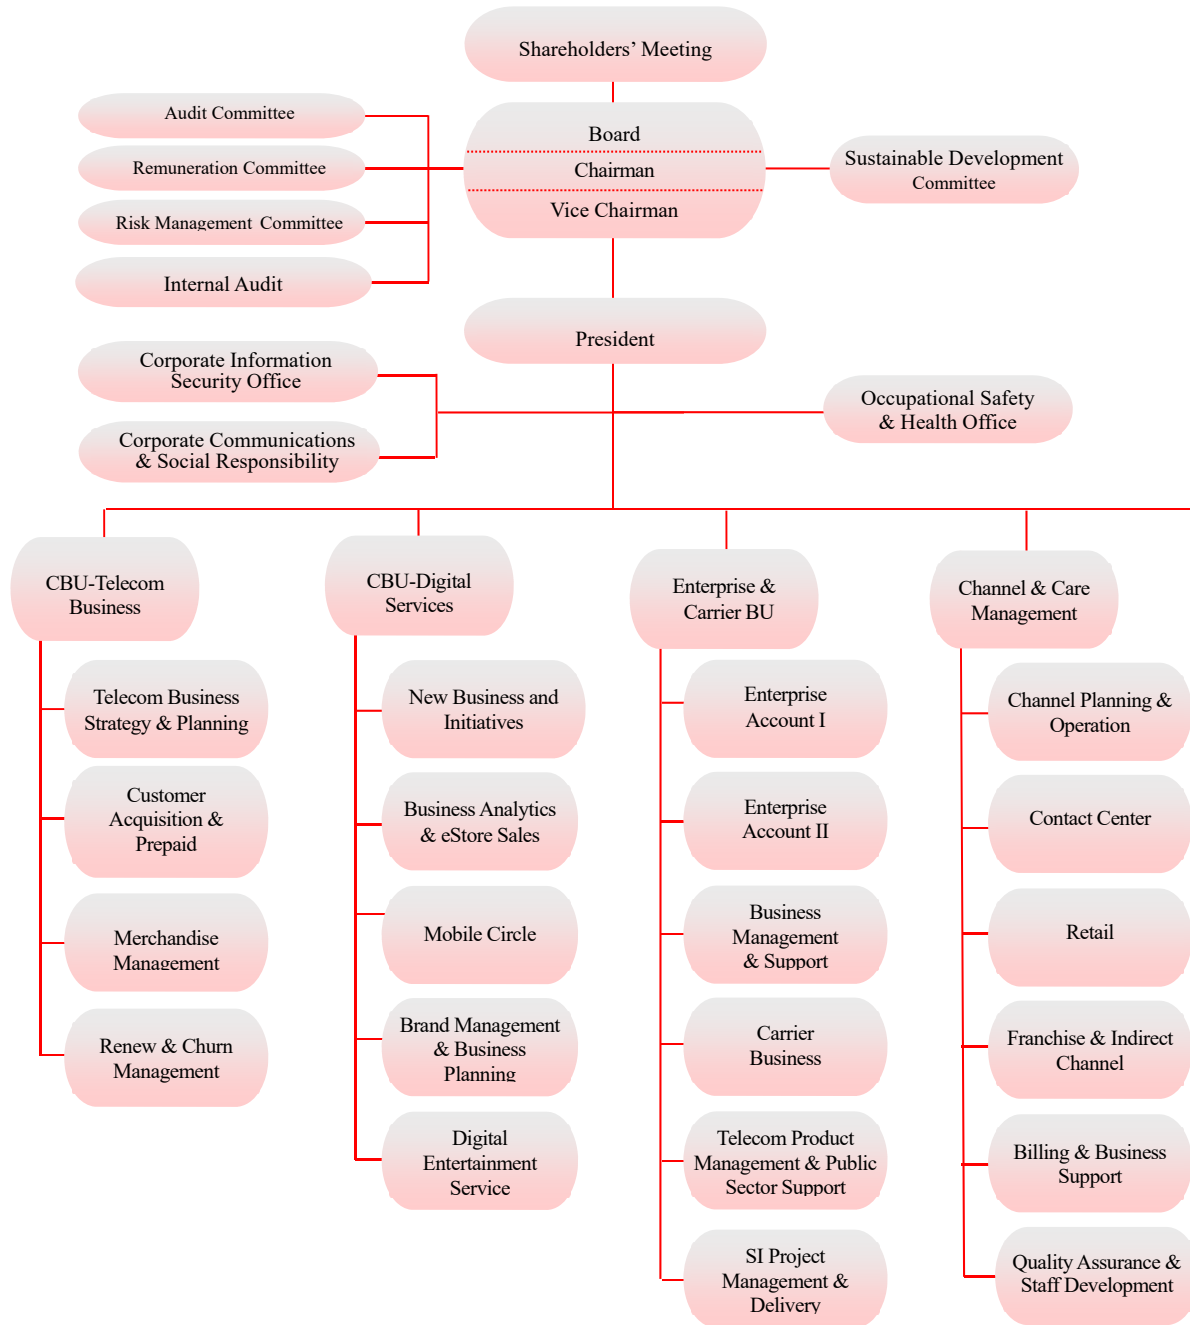 Shareholders’ Meeting
Audit Committee
Remuneration Committee
Risk Management Committee
Internal Audit
Board
Chairman
Vice Chairman
Sustainable Development
Committee
President
Corporate Information
Security Office
Corporate Communications
& Social Responsibility
Occupational Safety
& Health Office
CBU-Telecom
Business
Telecom Business
Strategy & Planning
Customer
Acquisition &
Prepaid
Merchandise
Management
Renew & Churn
Management
CBU-Digital
Services
New Business and
Initiatives
Business Analytics
& eStore Sales
Mobile Circle
Brand Management
& Business
Planning
Digital
Entertainment
Service
Enterprise &
Carrier BU
Enterprise
Account I
Enterprise
Account II
Business
Management
& Support
Carrier
Business
Telecom Product
Management & Public
Sector Support
SI Project
Management &
Delivery
Channel & Care
Management
Channel Planning &
Operation
Contact Center
Retail
Franchise & Indirect
Channel
Billing & Business
Support
Quality Assurance &
Staff Development